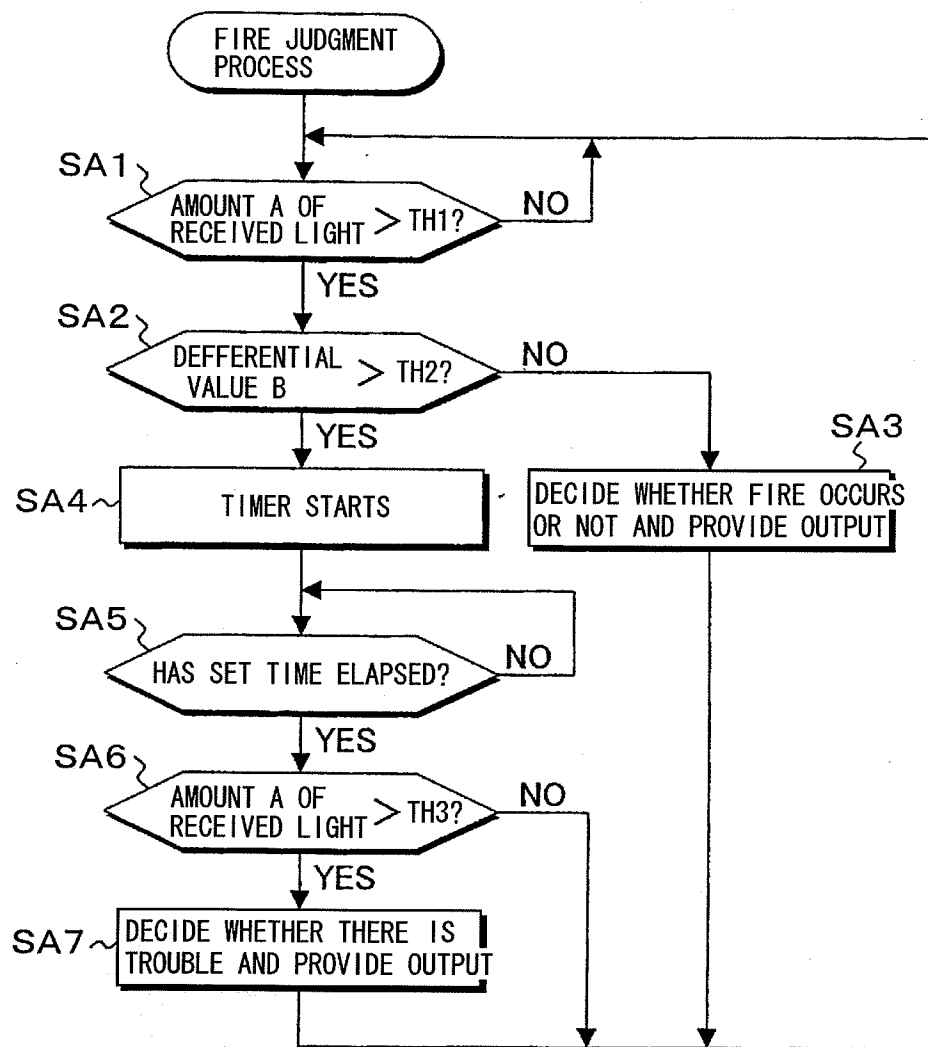 FIRE JUDGMENT
PROCESS
SA1
AMOUNT A OF
RECEIVED LIGHT > TH1?
NO
YES
SA2
DEFFERENTIAL
VALUE B > TH2?
NO
YES
SA3
DECIDE WHETHER FIRE OCCURS
OR NOT AND PROVIDE OUTPUT
SA4
TIMER STARTS
SA5
HAS SET TIME ELAPSED?
NO
YES
SA6
AMOUNT A OF
RECEIVED LIGHT > TH3?
NO
YES
SA7
DECIDE WHETHER THERE IS
TROUBLE AND PROVIDE OUTPUT